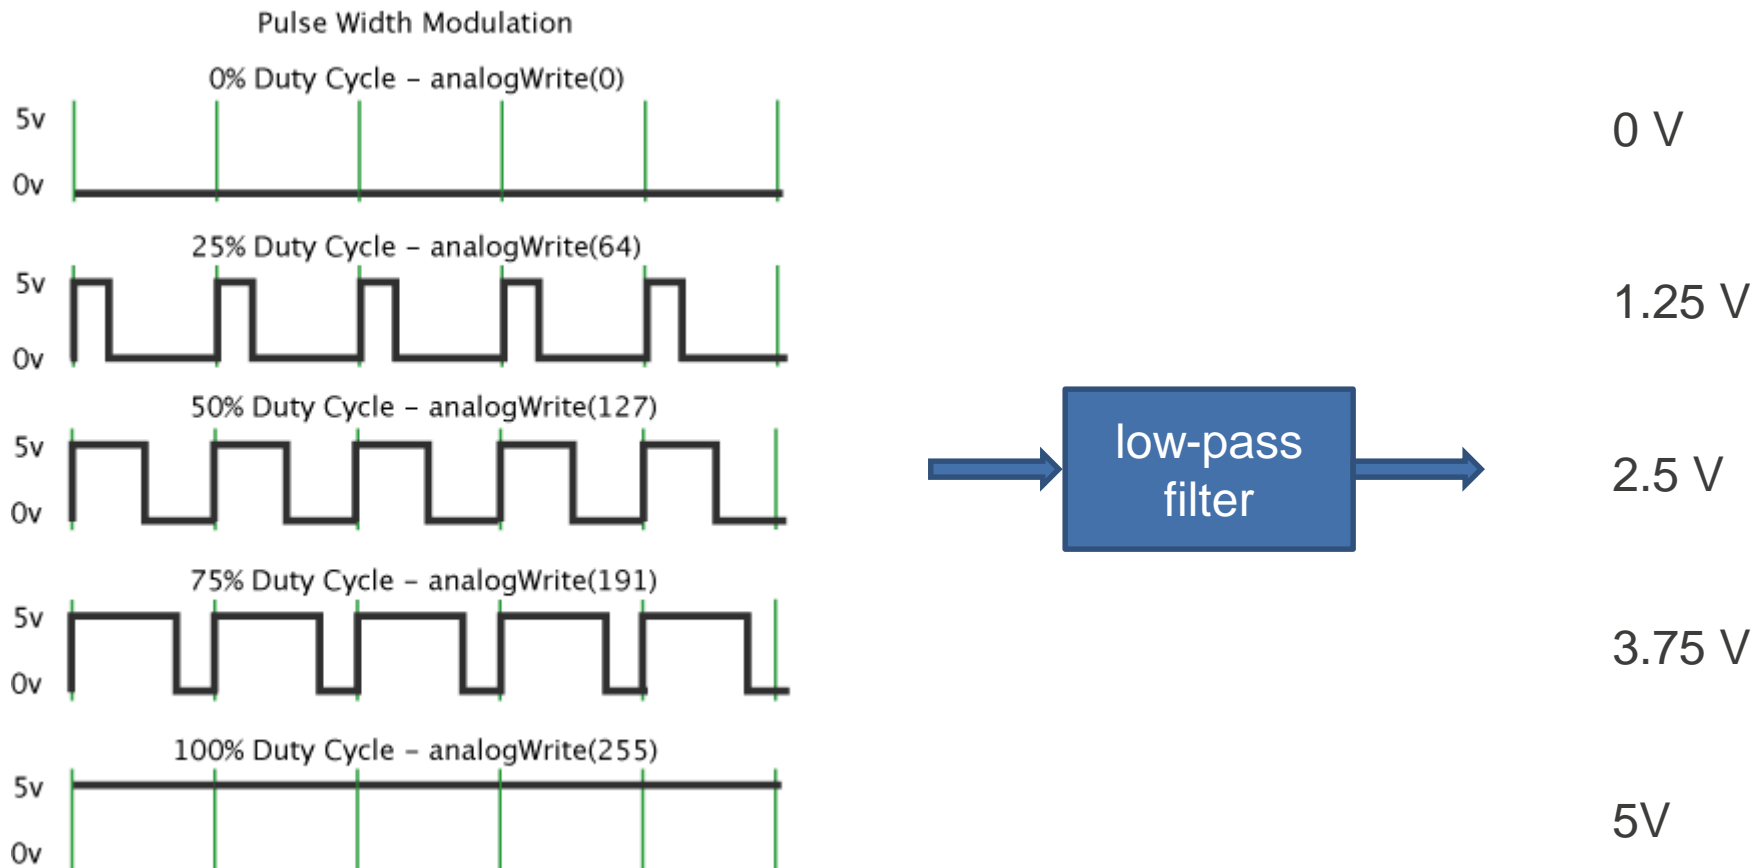 Pulse Width Modulation
0% Duty Cycle – analogWrite(0)
5v
0v
0 V
25% Duty Cycle – analogWrite(64)
5v
0v
1.25 V
50% Duty Cycle – analogWrite(127)
5v
0v
low-pass
filter
2.5 V
75% Duty Cycle – analogWrite(191)
5v
0v
3.75 V
100% Duty Cycle – analogWrite(255)
5v
0v
5V